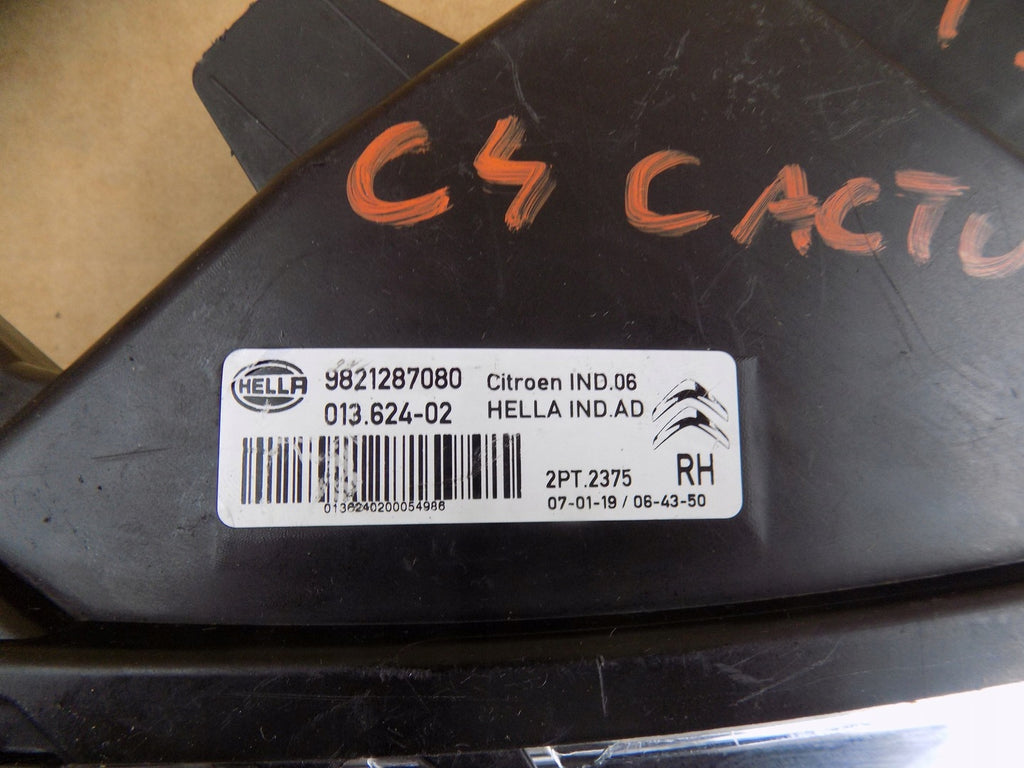 C4 CACTU
HELLA
9821287080 Citroen IND.06
013.624-02 HELLA IND.AD
0136240200054986
2PT.2375 RH
07-01-19 / 06-43-50